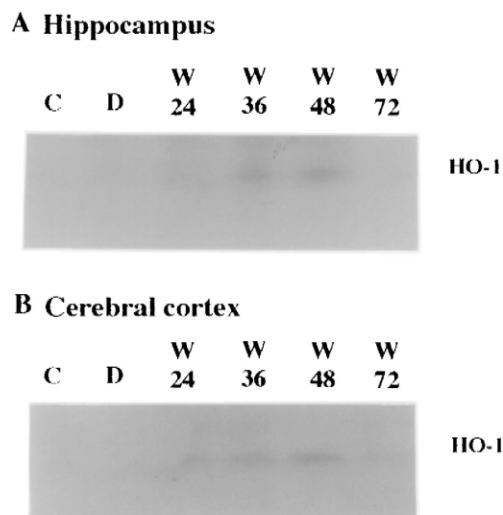 A Hippocampus
W W W W
C D 24 36 48 72
HO-1
B Cerebral cortex
W W W W
C D 24 36 48 72
HO-1